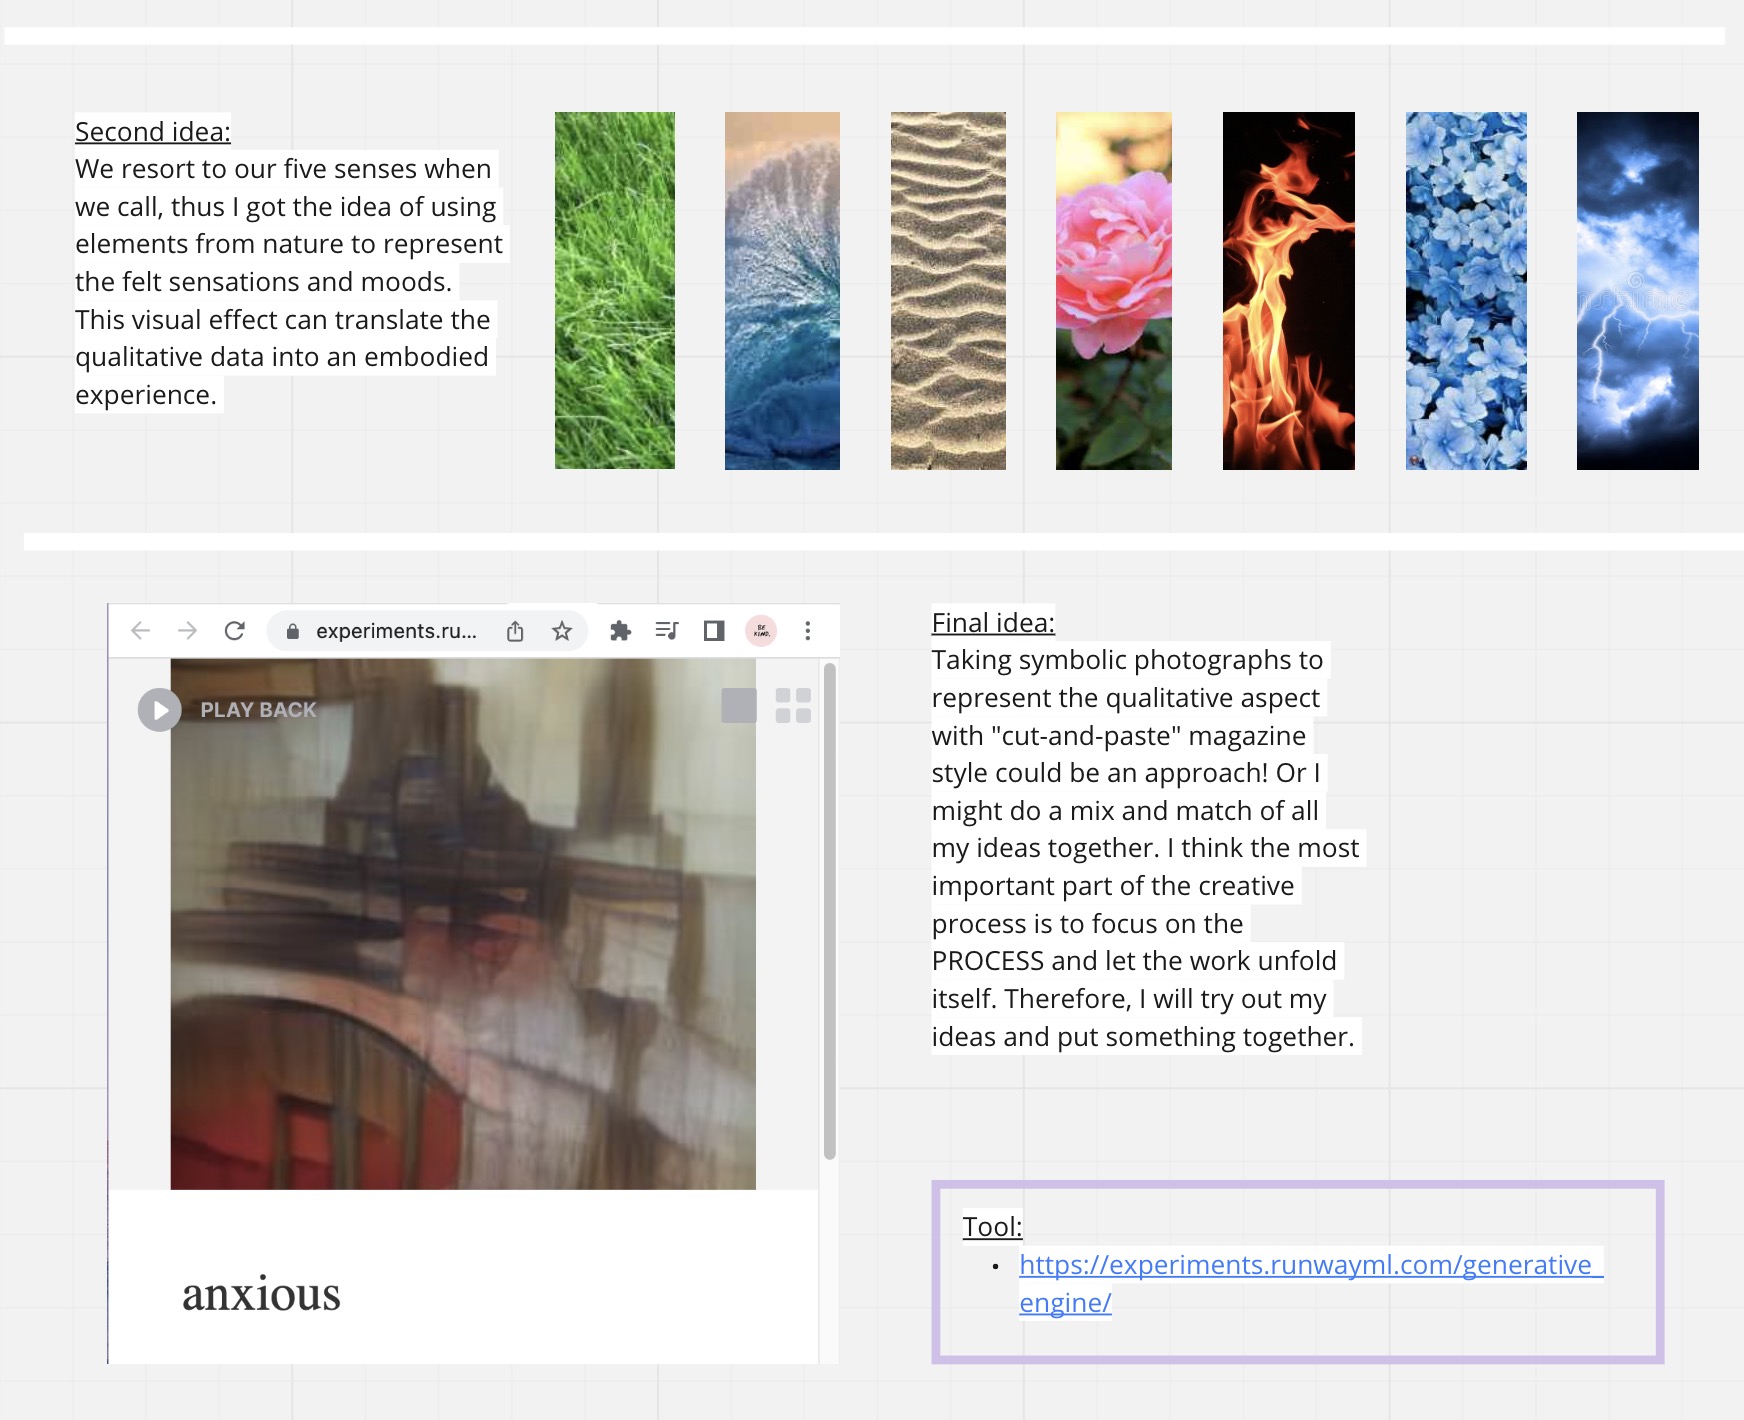 Second idea:
We resort to our five senses when
we call, thus I got the idea of using
elements from nature to represent
the felt sensations and moods.
This visual effect can translate the
qualitative data into an embodied
experience.
experiments.ru...
BE
KIND.
PLAY BACK
anxious
Final idea:
Taking symbolic photographs to
represent the qualitative aspect
with "cut-and-paste" magazine
style could be an approach! Or I
might do a mix and match of all
my ideas together. I think the most
important part of the creative
process is to focus on the
PROCESS and let the work unfold
itself. Therefore, I will try out my
ideas and put something together.
Tool:
• https://experiments.runwayml.com/generative_
engine/